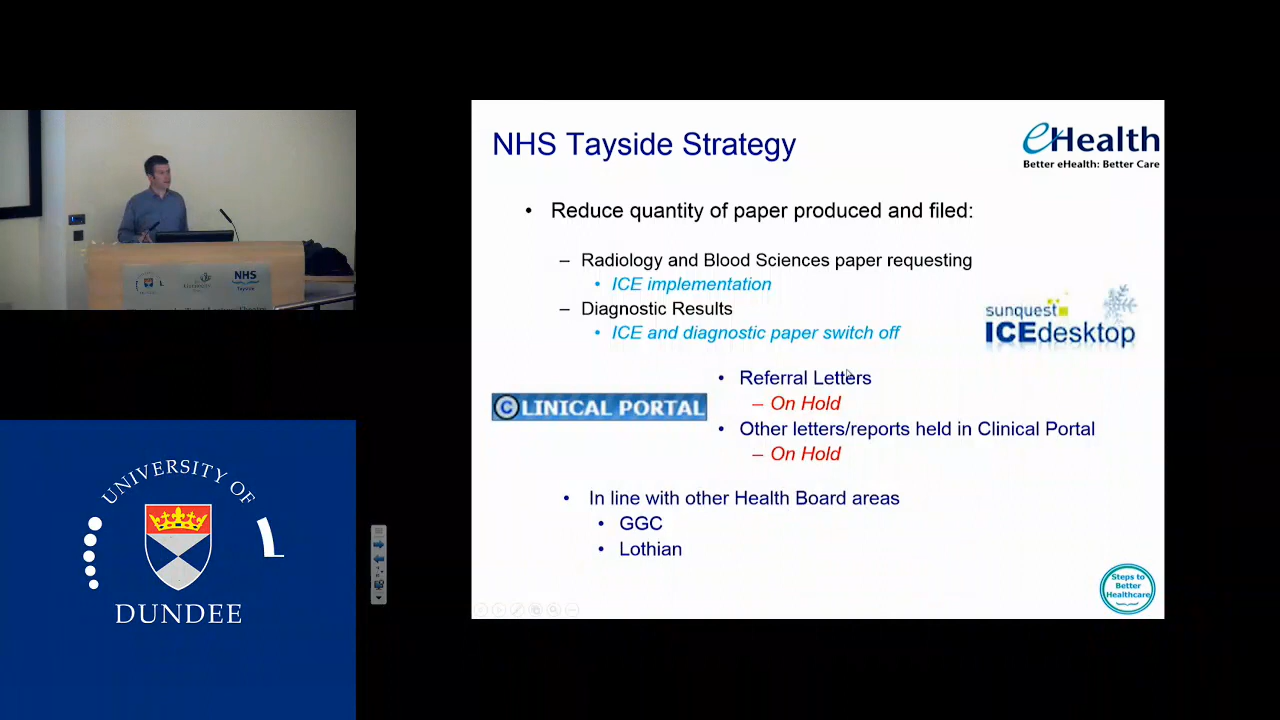 NHS Tayside Strategy
eHealth
Better eHealth: Better Care
• Reduce quantity of paper produced and filed:
– Radiology and Blood Sciences paper requesting
• ICE implementation
– Diagnostic Results
• ICE and diagnostic paper switch off
sunquest
ICEdesktop
• Referral Letters
– On Hold
CLINICAL PORTAL
• Other letters/reports held in Clinical Portal
– On Hold
• In line with other Health Board areas
• GGC
• Lothian
Steps to
Better
Healthcare
NHS
Tayside
UNIVERSITY OF
DUNDEE